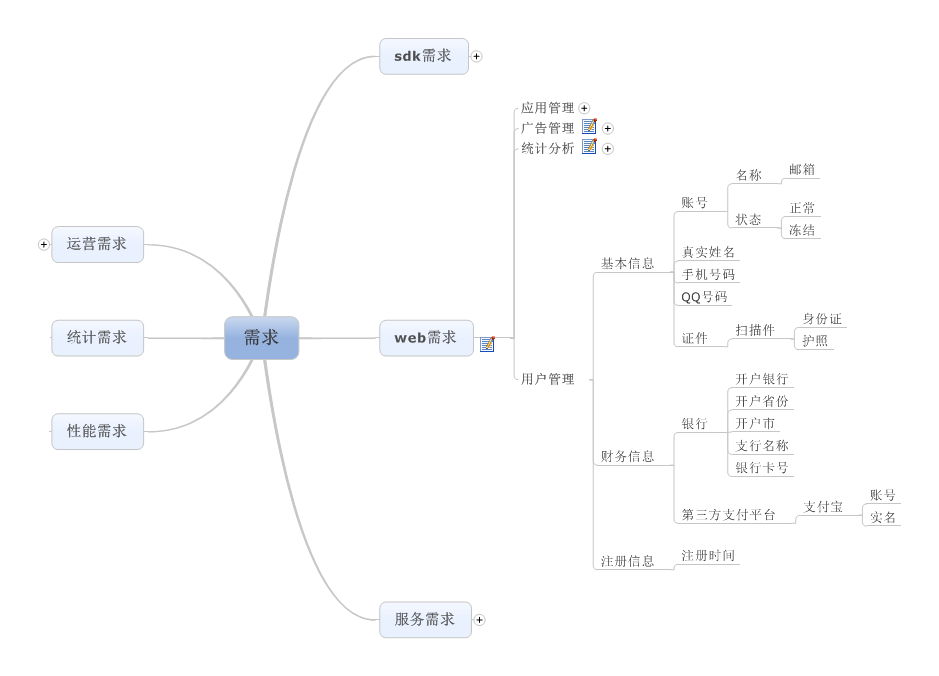 sdk需求
应用管理
广告管理
统计分析
名称
邮箱
账号
状态
正常
冻结
运营需求
基本信息
真实姓名
手机号码
QQ号码
统计需求
需求
web需求
证件
扫描件
身份证
护照
用户管理
性能需求
财务信息
银行
开户银行
开户省份
开户市
支行名称
银行卡号
第三方支付平台
支付宝
账号
实名
注册信息
注册时间
服务需求